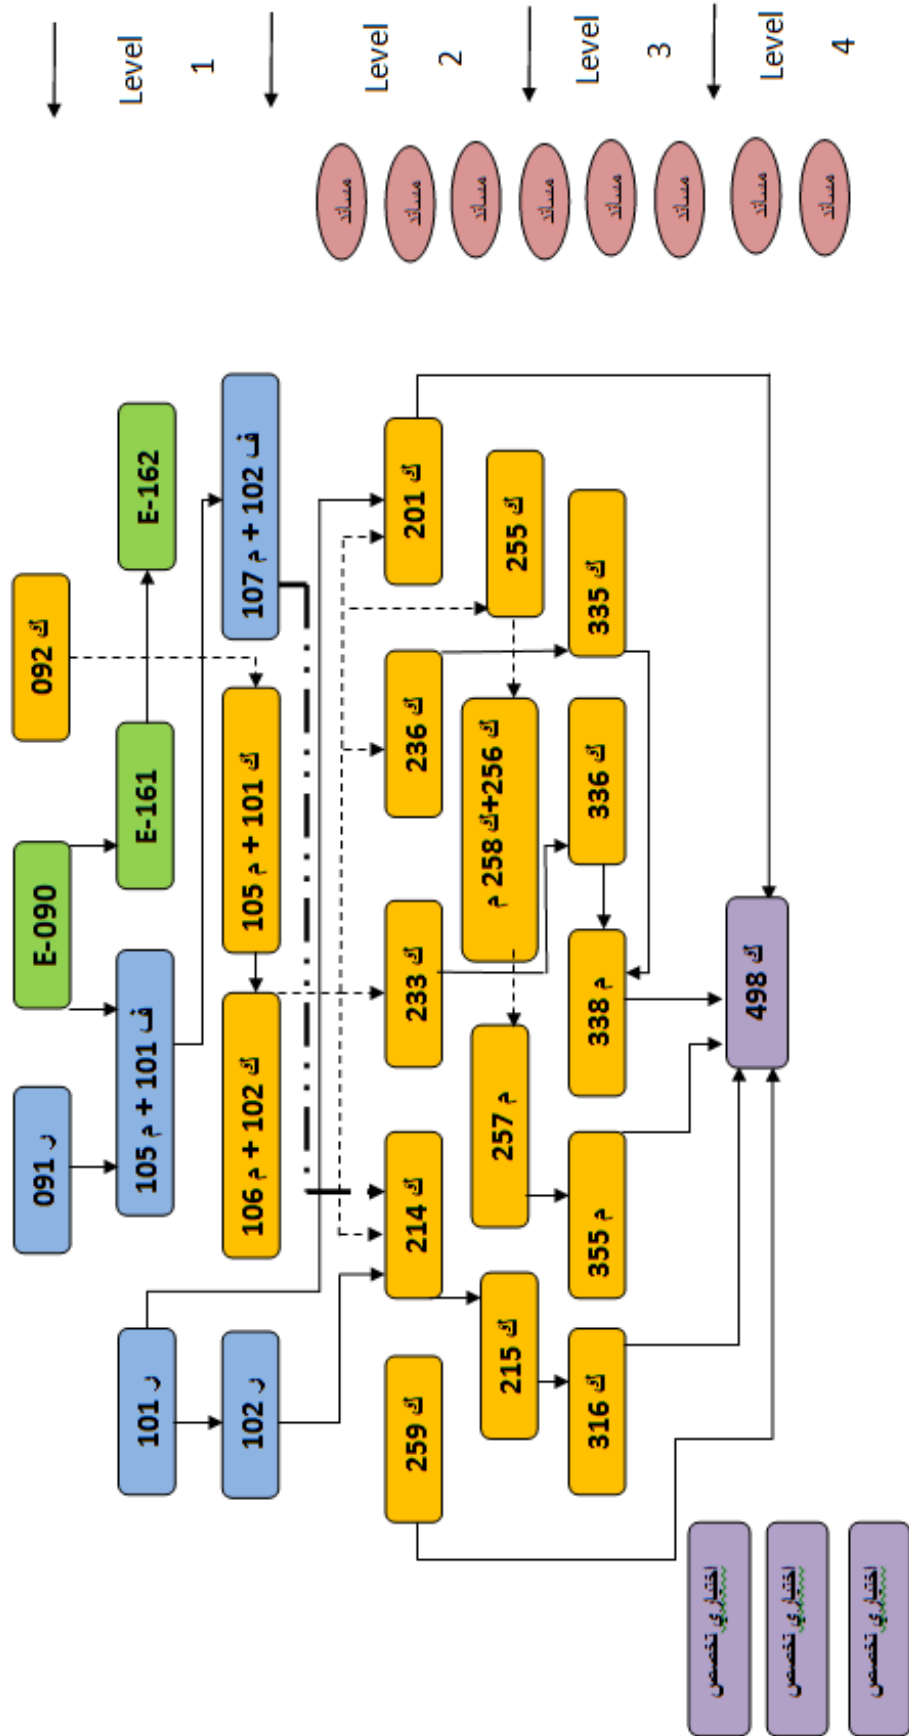 ر 091
E-090
ك 092
ر 101
ف 101 + م 105
E-161
E-162
Level
1
ر 102
ك 102 + م 106
ك 101 + م 105
ف 102 + م 107
مساند
Level
2
ك 259
ك 214
ك 233
ك 236
ك 201
مساند
ك 215
م 257
ك 256+ك 258 م
ك 255
مساند
مساند
ك 316
م 355
م 338
ك 336
ك 335
مساند
Level
3
مساند
اختياري تخصص
ك 498
مساند
Level
4
اختياري تخصص
مساند
اختياري تخصص